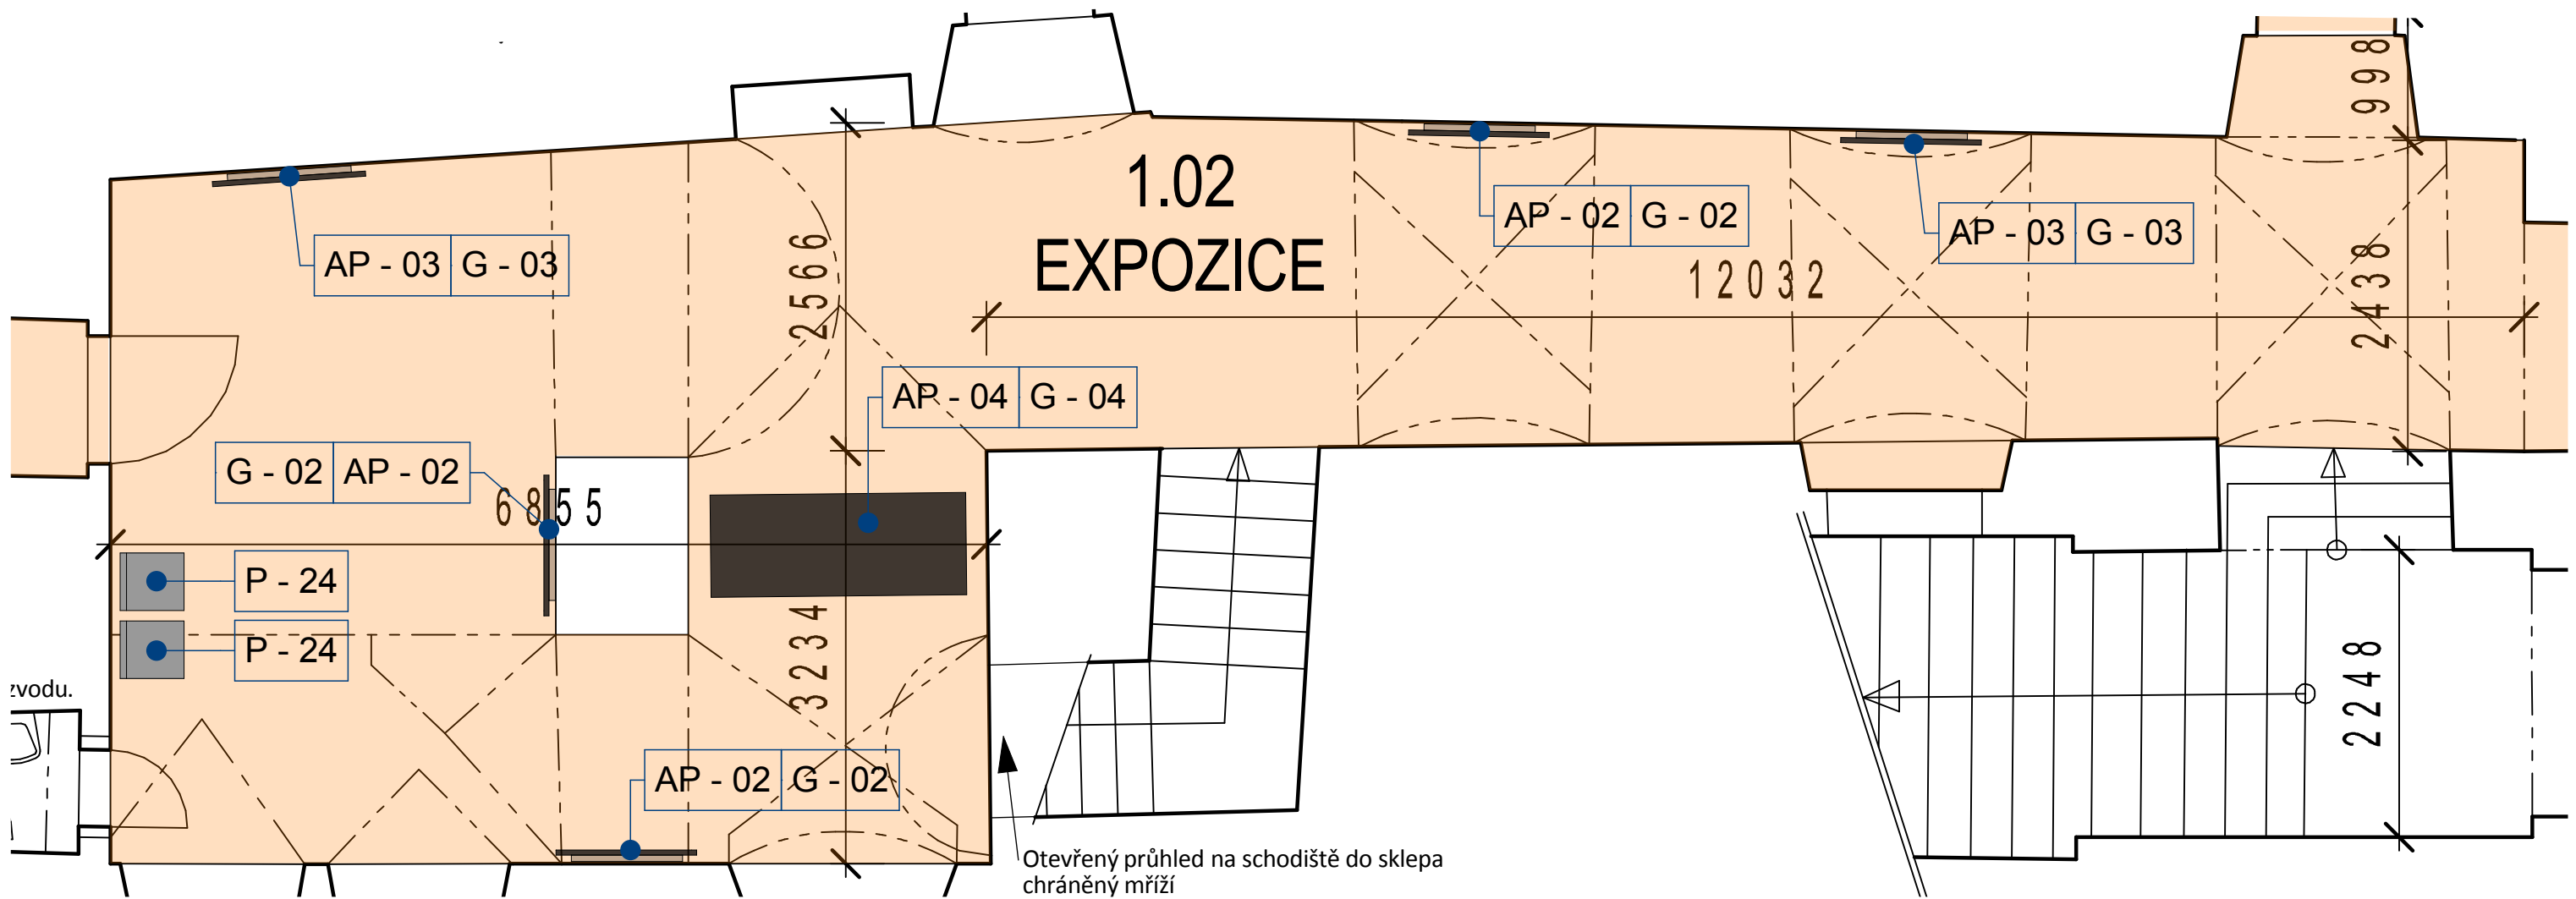 998
1.02
EXPOZICE
AP - 02 G - 02
AP - 03 G - 03
AP - 03 G - 03
2566
12032
2438
AP - 04 G - 04
G - 02 AP - 02
6855
P - 24
P - 24
3234
2248
zvodu.
AP - 02 G - 02
Otevřený průhled na schodiště do sklepa
chráněný mříží